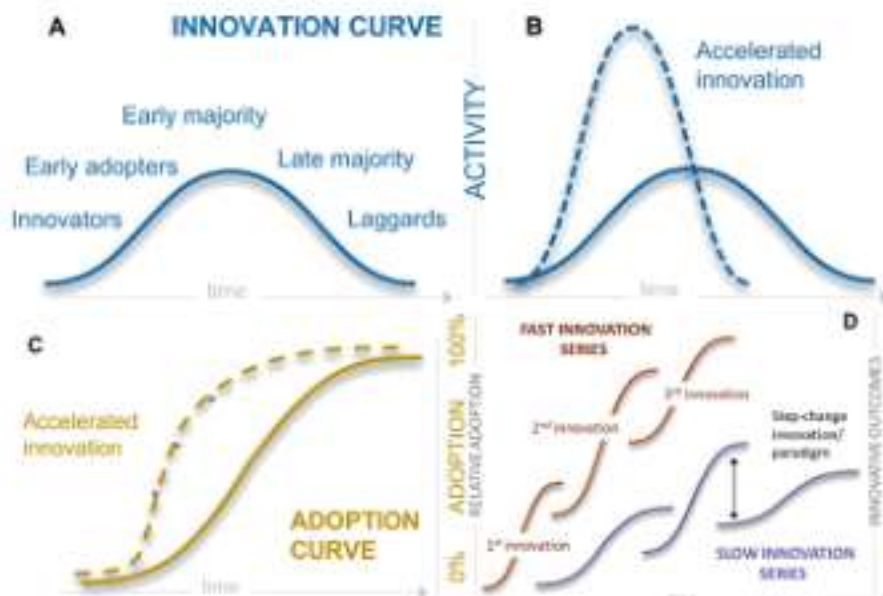 A
INNOVATION CURVE
Early majority
Early adopters
Late majority
Innovators
Laggards
time
ACTIVITY
B
Accelerated
innovation
time
C
Accelerated
innovation
ADOPTION
CURVE
time
0% ADOPTION 100%
RELATIVE ADOPTION
D
FAST INNOVATION
SERIES
3rd innovation
2nd innovation
1st innovation
Step-change
innovation/
paradigm
SLOW INNOVATION
SERIES
INNOVATIVE OUTCOMES